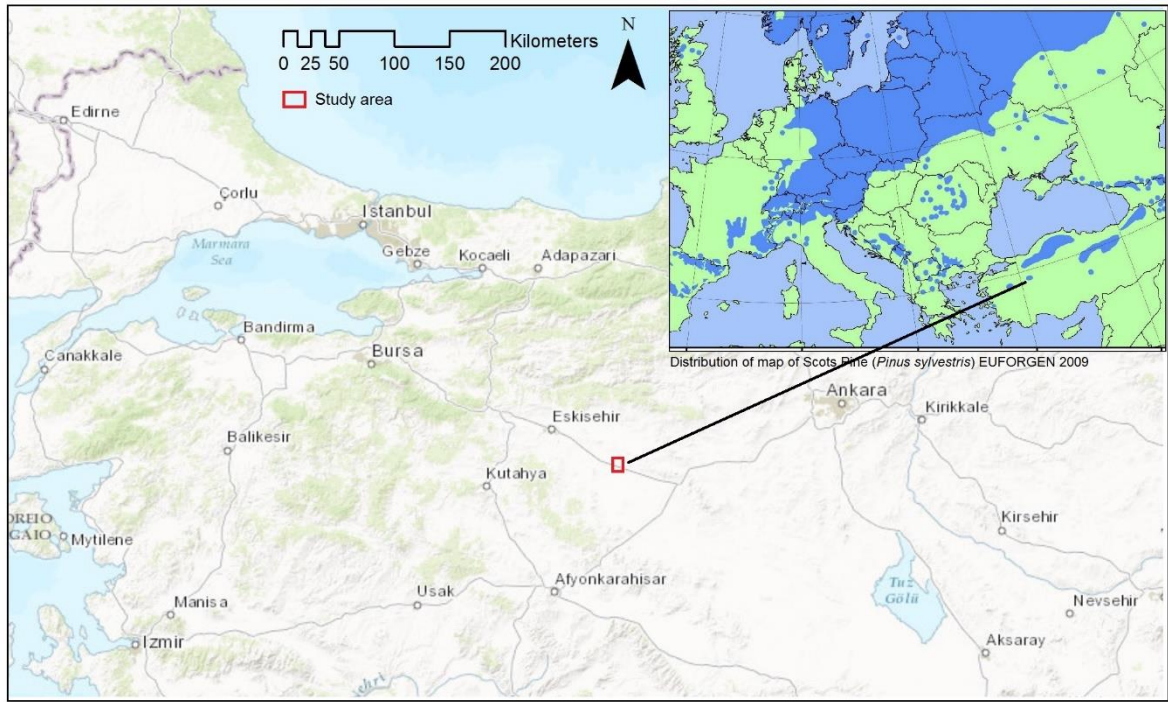 N
Kilometers
0 25 50 100 150 200
Study area
Distribution of map of Scots Pine (Pinus sylvestris) EUFORGEN 2009
Edirne
Çorlu
Istanbul
Marmara
Sea
Gebze
Kocaeli
Adapazari
Bandirma
Canakkale
Bursa
Ankara
Kirikkale
Eskisehir
Balikesir
Kutahya
Kirsehir
OREIO
GAIO
Mytilene
Tuz
Gölü
Afyonkarahisar
Usak
Manisa
Nevsehir
Izmir
Aksaray